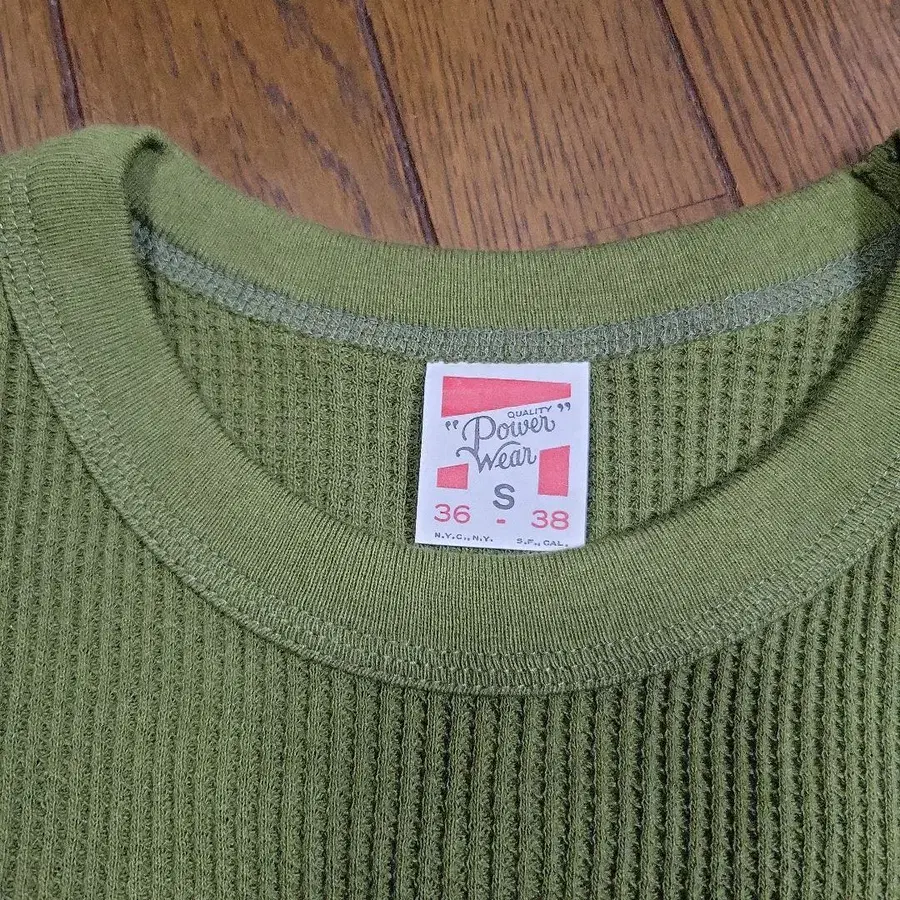 QUALITY
"Power"
Wear
S
36 - 38
N.Y.C., N.Y. S.F., CAL.